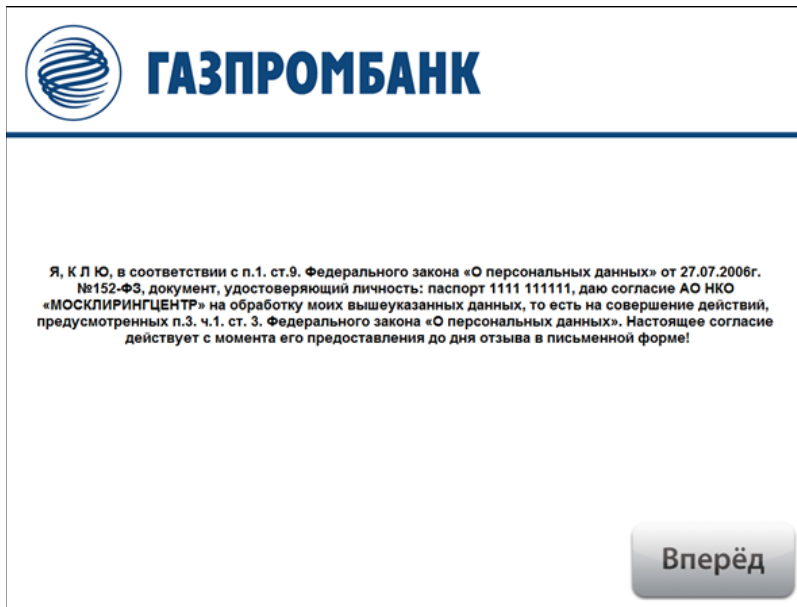 ГАЗПРОМБАНК
Я, К Л Ю, в соответствии с п.1. ст.9. Федерального закона «О персональных данных» от 27.07.2006г.
№152-ФЗ, документ, удостоверяющий личность: паспорт 1111 111111, даю согласие АО НКО
«МОСКЛИРИНГЦЕНТР» на обработку моих вышеуказанных данных, то есть на совершение действий,
предусмотренных п.3. ч.1. ст. 3. Федерального закона «О персональных данных». Настоящее согласие
действует с момента его предоставления до дня отзыва в письменной форме!
Вперёд